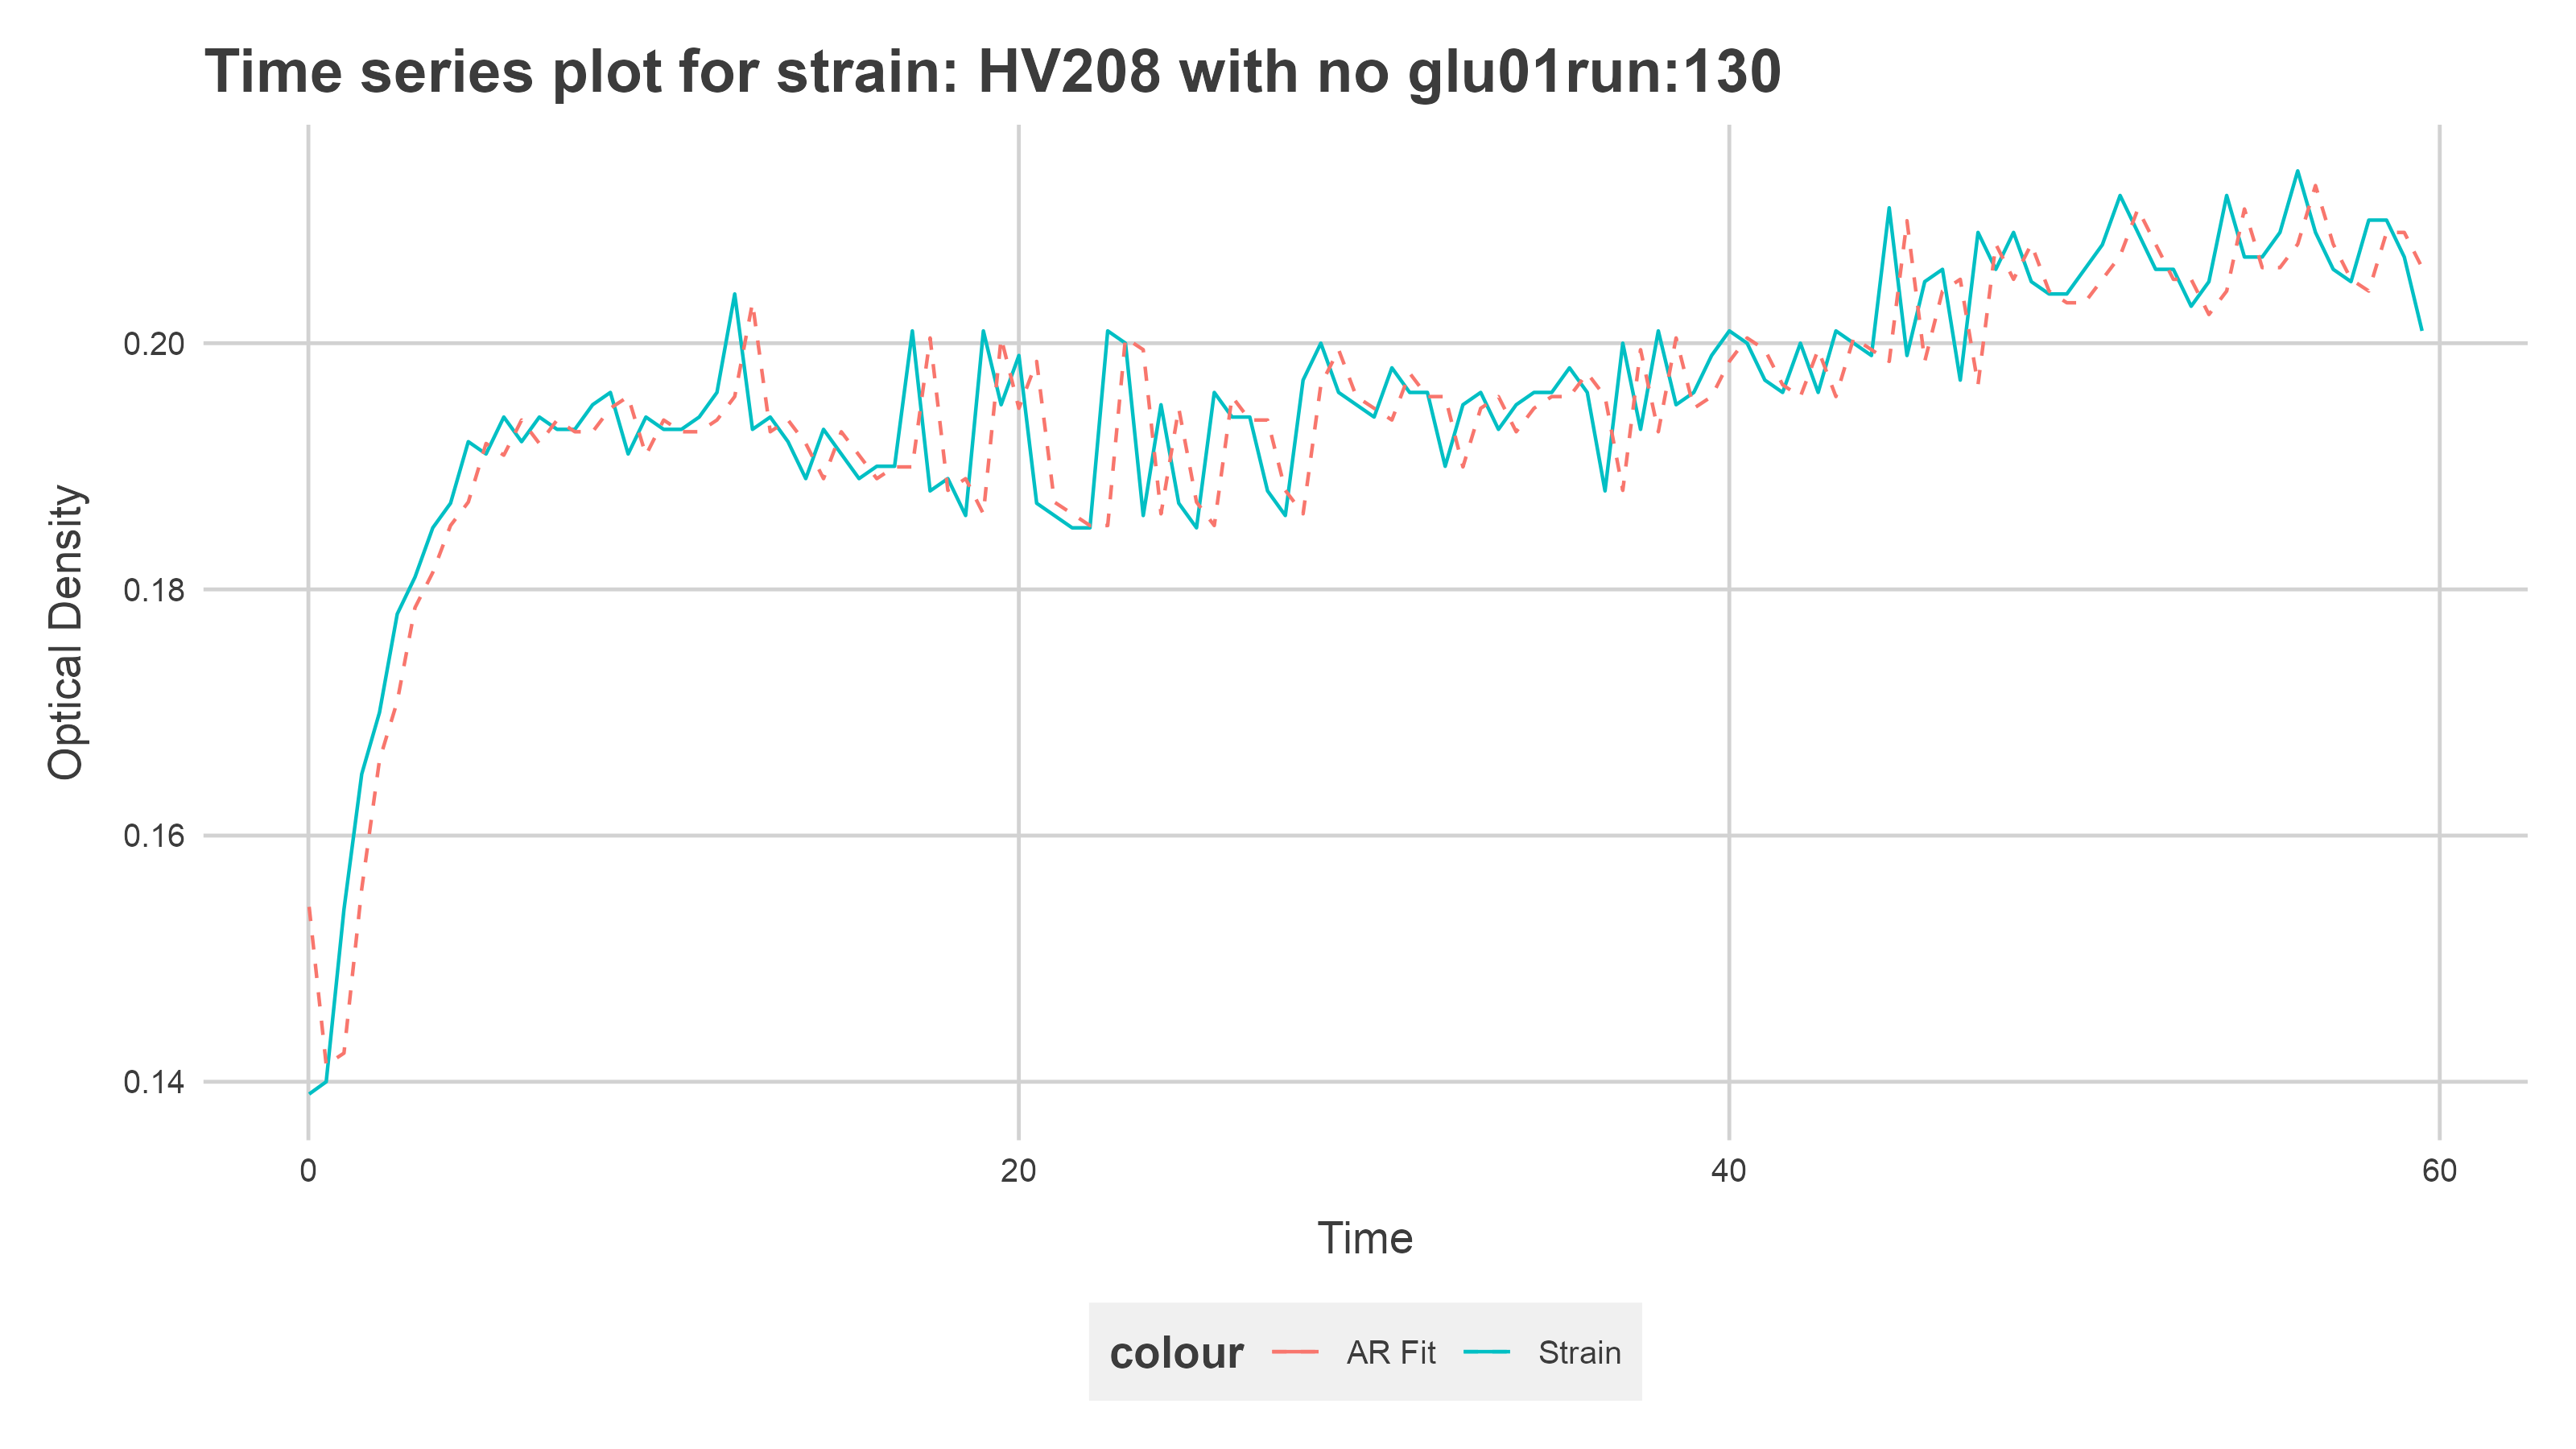 Time series plot for strain: HV208 with no glu01run:130
Optical Density
0.20
0.18
0.16
0.14
0 20 40 60
Time
colour AR Fit Strain